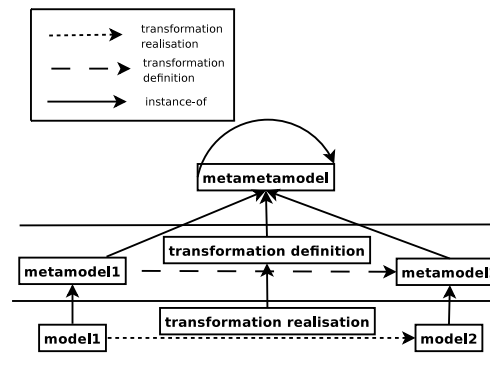 transformation
realisation
transformation
definition
instance-of
metametamodel
transformation definition
metamodel1
metamodel
transformation realisation
model1
model2